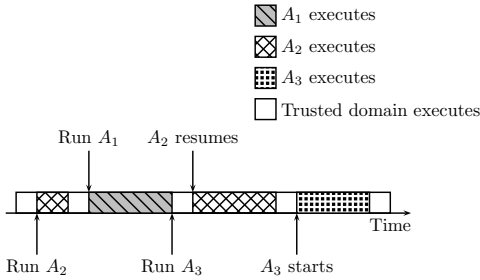 A₁ executes
A₂ executes
A₃ executes
Trusted domain executes
Run A₁
A₂ resumes
Time
Run A₂
Run A₃
A₃ starts